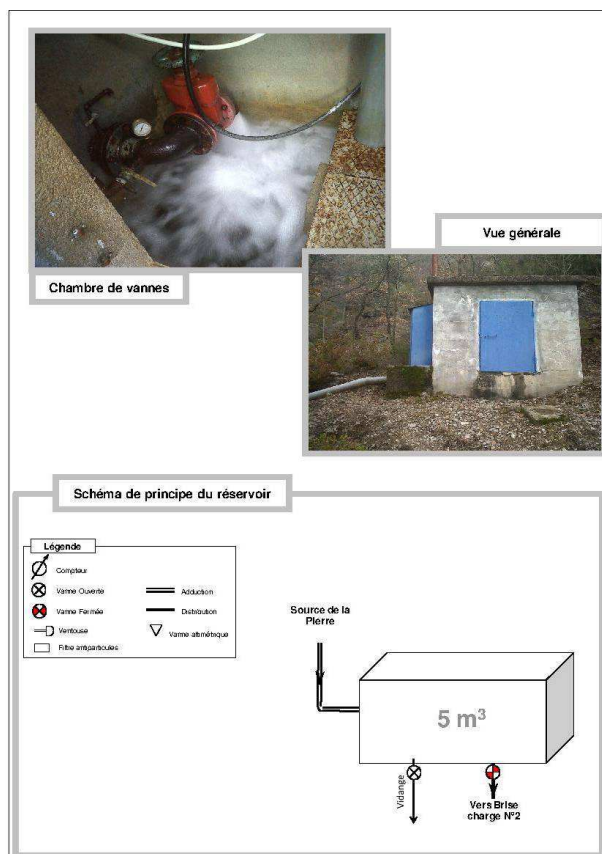 Vue générale
Chambre de vannes
Schéma de principe du réservoir
Légende
Compteur
Vanne Ouverte
Adduction
Vanne Fermée
Distribution
Ventouse
Vanne altimétrique
Filtre antiparticules
Source de la
Pierre
5 m³
Vidange
Vers Brise
charge N°2